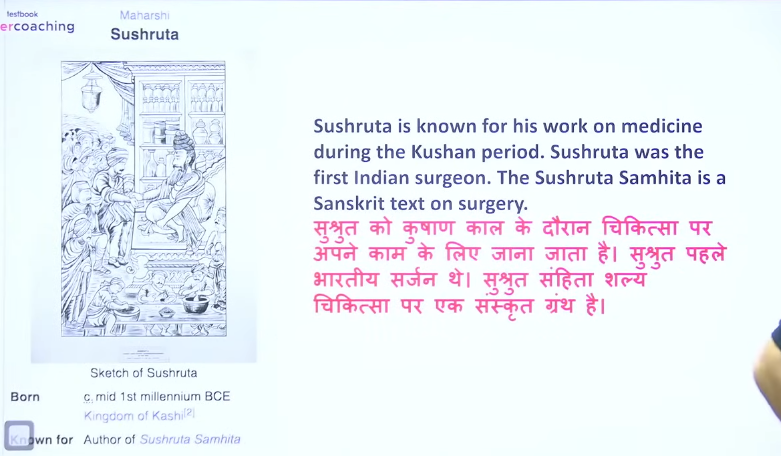 testbook
ercoaching
Maharshi
Sushruta
Sushruta is known for his work on medicine
during the Kushan period. Sushruta was the
first Indian surgeon. The Sushruta Samhita is a
Sanskrit text on surgery.
सुश्रुत को कुषाण काल के दौरान चिकित्सा पर
अपने काम के लिए जाना जाता है। सुश्रुत पहले
भारतीय सर्जन थे। सुश्रुत संहिता शल्य
चिकित्सा पर एक संस्कृत ग्रंथ है।
Sketch of Sushruta
Born c. mid 1st millennium BCE
Kingdom of Kashi[2]
Known for Author of Sushruta Samhita